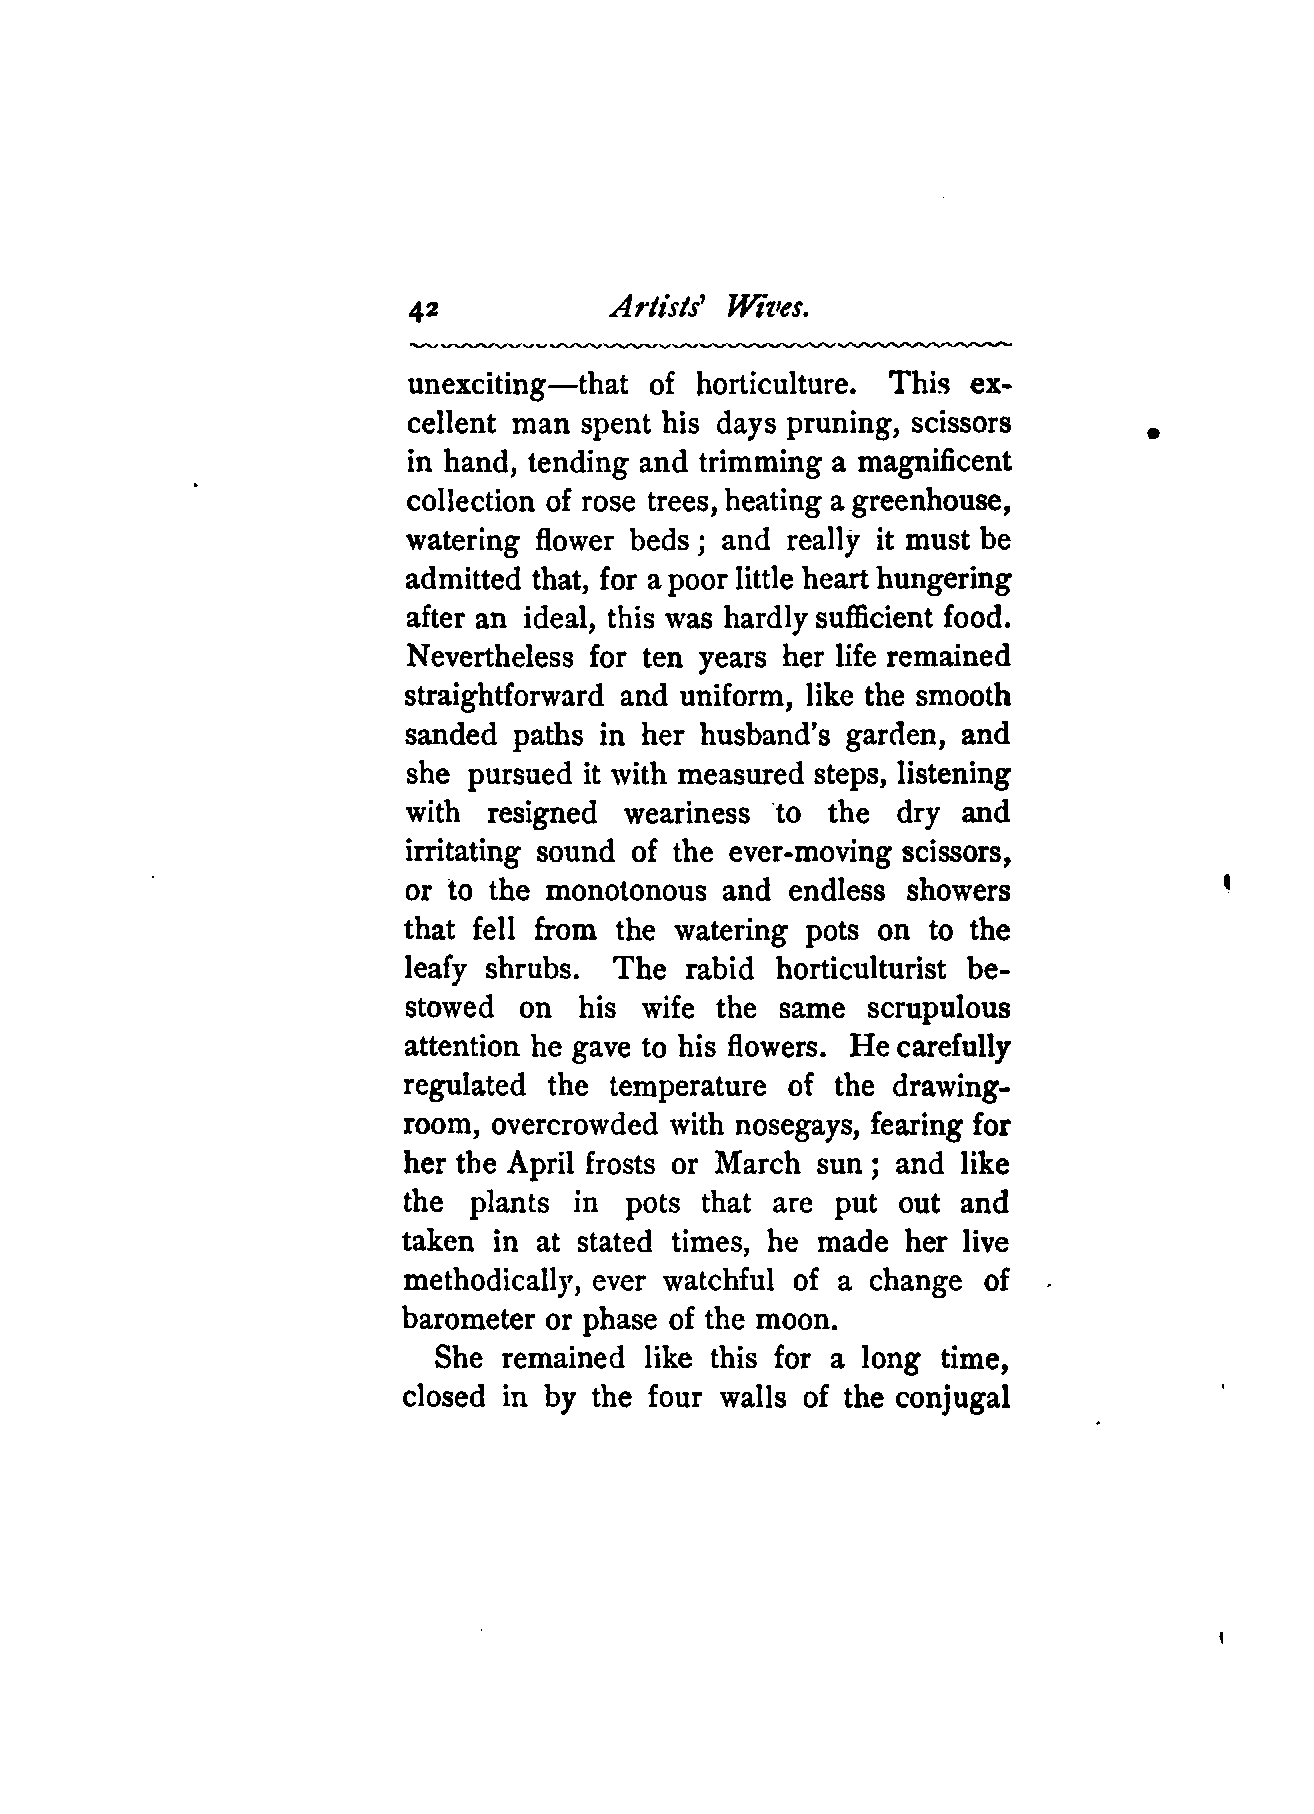 42 Artists' Wives.
unexciting—that of horticulture. This ex-
cellent man spent his days pruning, scissors
in hand, tending and trimming a magnificent
collection of rose trees, heating a greenhouse,
watering flower beds ; and really it must be
admitted that, for a poor little heart hungering
after an ideal, this was hardly sufficient food.
Nevertheless for ten years her life remained
straightforward and uniform, like the smooth
sanded paths in her husband's garden, and
she pursued it with measured steps, listening
with resigned weariness to the dry and
irritating sound of the ever-moving scissors,
or to the monotonous and endless showers
that fell from the watering pots on to the
leafy shrubs. The rabid horticulturist be-
stowed on his wife the same scrupulous
attention he gave to his flowers. He carefully
regulated the temperature of the drawing-
room, overcrowded with nosegays, fearing for
her the April frosts or March sun ; and like
the plants in pots that are put out and
taken in at stated times, he made her live
methodically, ever watchful of a change of
barometer or phase of the moon.
She remained like this for a long time,
closed in by the four walls of the conjugal